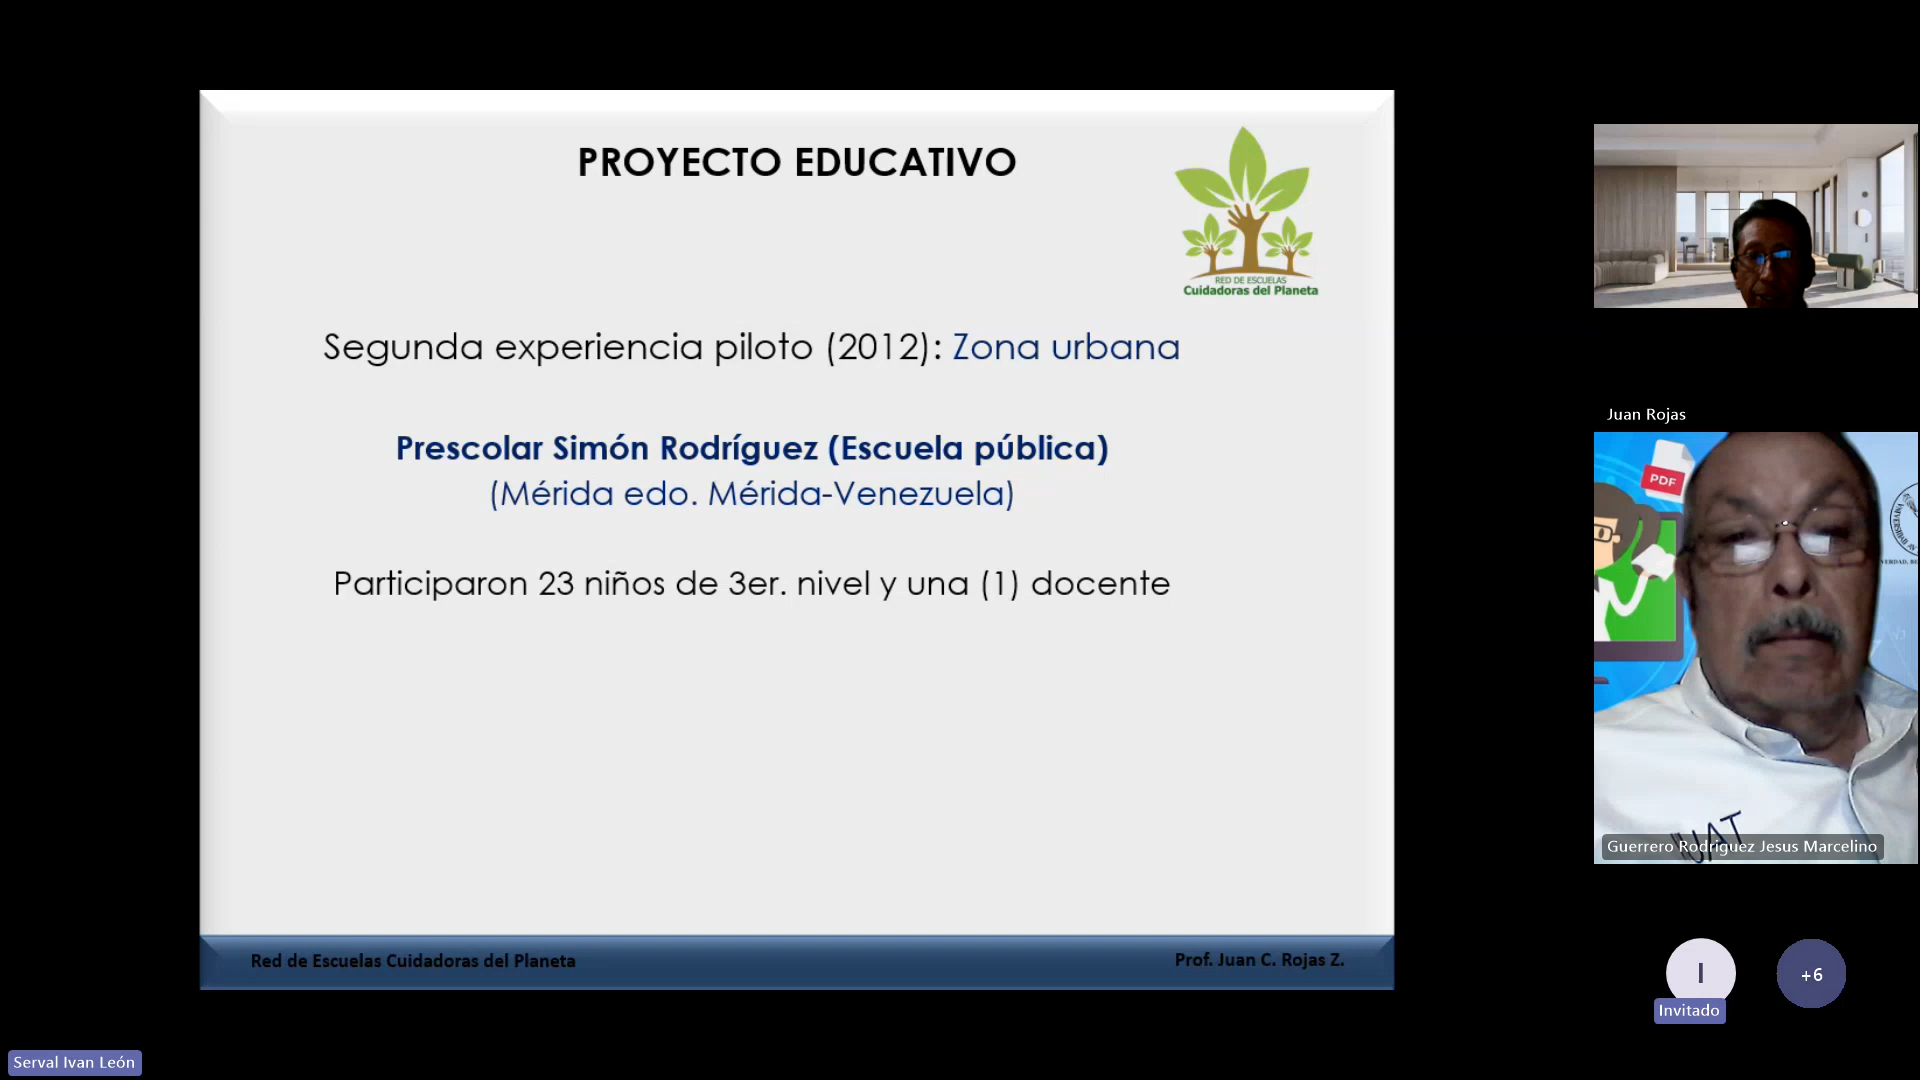 PROYECTO EDUCATIVO
RED DE ESCUELAS
Cuidadoras del Planeta
Segunda experiencia piloto (2012): Zona urbana
Prescolar Simón Rodríguez (Escuela pública)
(Mérida edo. Mérida-Venezuela)
Participaron 23 niños de 3er. nivel y una (1) docente
Red de Escuelas Cuidadoras del Planeta
Prof. Juan C. Rojas Z.
Juan Rojas
PDF
UAT
Guerrero Rodriguez Jesus Marcelino
I
+6
Invitado
Serval Ivan León